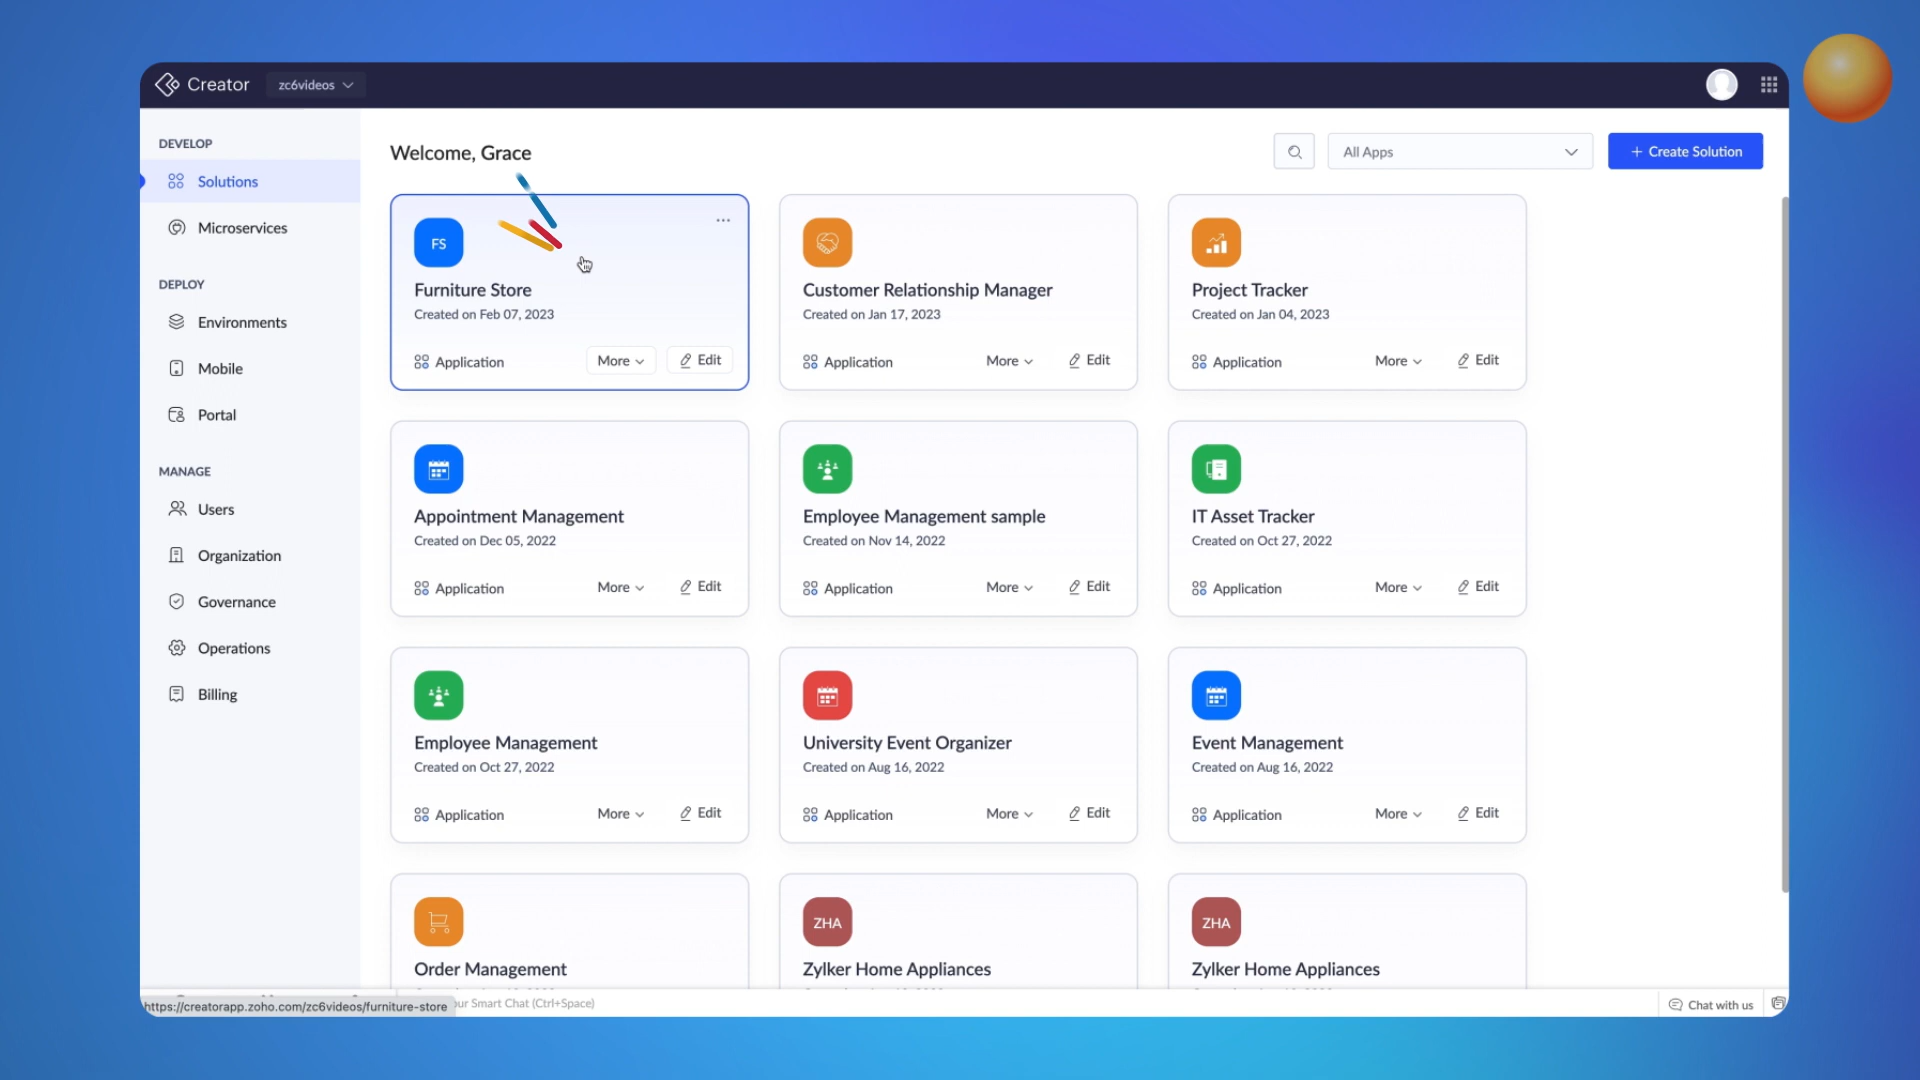 Creator
zc6videos
DEVELOP
Solutions
Microservices
DEPLOY
Environments
Mobile
Portal
MANAGE
Users
Organization
Governance
Operations
Billing
Welcome, Grace
All Apps
+ Create Solution
FS
Furniture Store
Created on Feb 07, 2023
Application More Edit
Customer Relationship Manager
Created on Jan 17, 2023
Application More Edit
Project Tracker
Created on Jan 04, 2023
Application More Edit
Appointment Management
Created on Dec 05, 2022
Application More Edit
Employee Management sample
Created on Nov 14, 2022
Application More Edit
IT Asset Tracker
Created on Oct 27, 2022
Application More Edit
Employee Management
Created on Oct 27, 2022
Application More Edit
University Event Organizer
Created on Aug 16, 2022
Application More Edit
Event Management
Created on Aug 16, 2022
Application More Edit
Order Management
ZHA
Zylker Home Appliances
ZHA
Zylker Home Appliances
https://creatorapp.zoho.com/zc6videos/furniture-store
Smart Chat (Ctrl+Space)
Chat with us